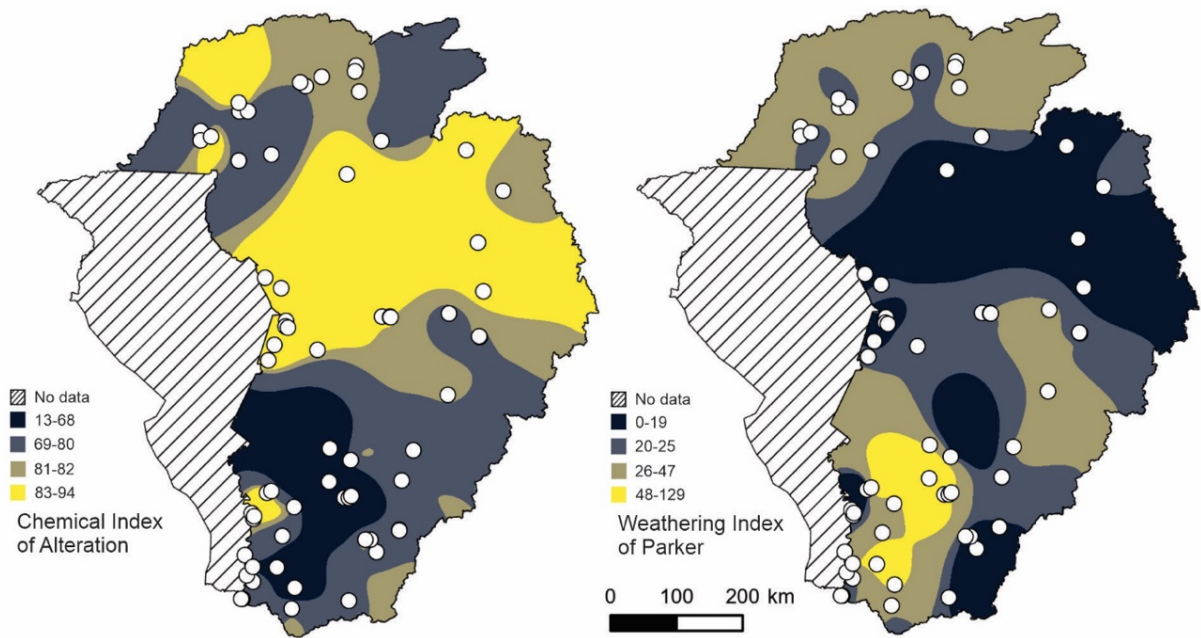 No data
13-68
69-80
81-82
83-94
Chemical Index
of Alteration
No data
0-19
20-25
26-47
48-129
Weathering Index
of Parker
0 100 200 km